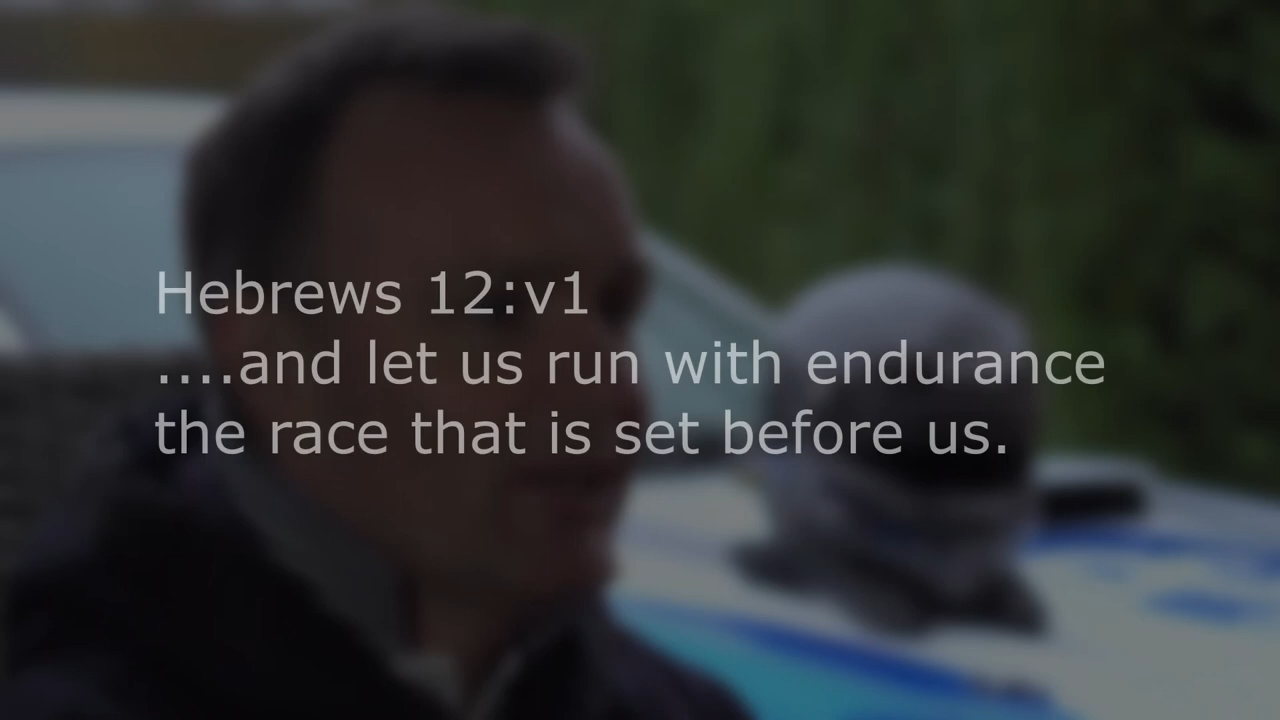 Hebrews 12:v1
....and let us run with endurance
the race that is set before us.